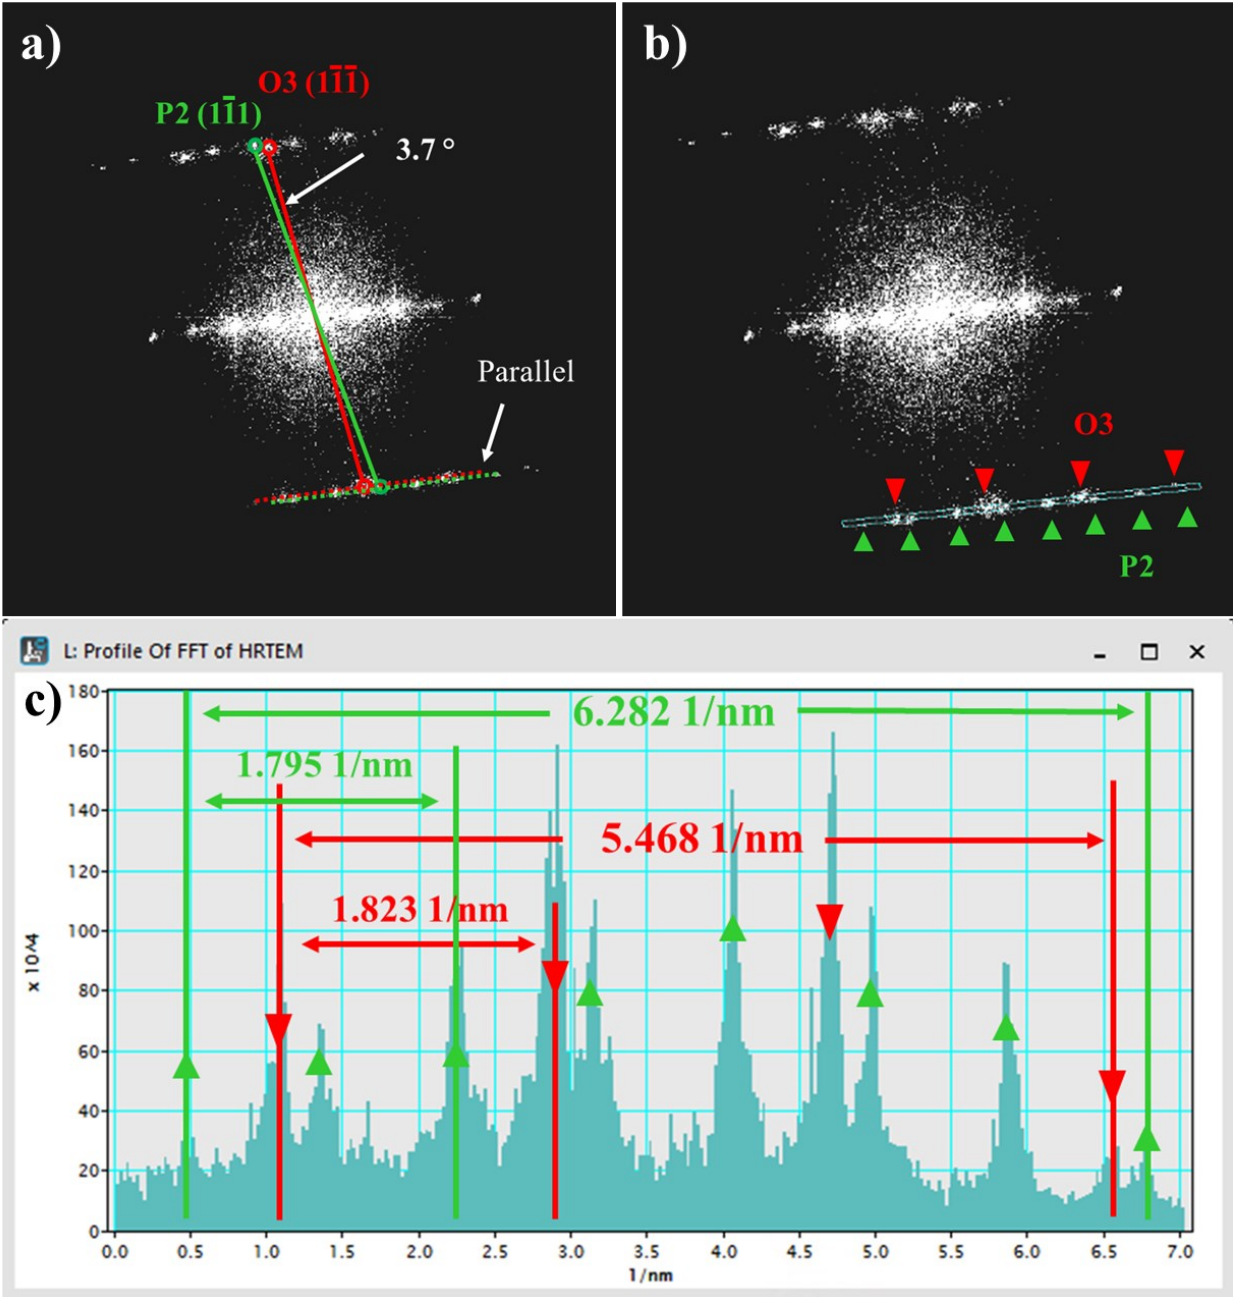 a)
O3 (11̅1̅)
P2 (11̅1)
3.7 °
Parallel
b)
O3
P2
L: Profile Of FFT of HRTEM
c)
180
160
140
120
100
80
60
40
20
0
x 10^4
6.282 1/nm
1.795 1/nm
5.468 1/nm
1.823 1/nm
0.0 0.5 1.0 1.5 2.0 2.5 3.0 3.5 4.0 4.5 5.0 5.5 6.0 6.5 7.0
1/nm